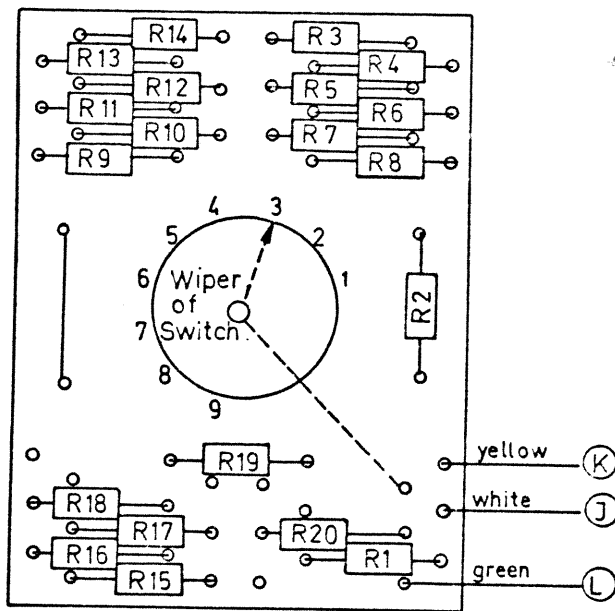 R14
R3
R13
R4
R12
R5
R11
R6
R10
R7
R9
R8
4
3
5
2
6
Wiper
1
of
7
Switch.
R2
8
9
yellow
K
R19
white
J
R18
R17
R20
R16
R1
green
L
R15